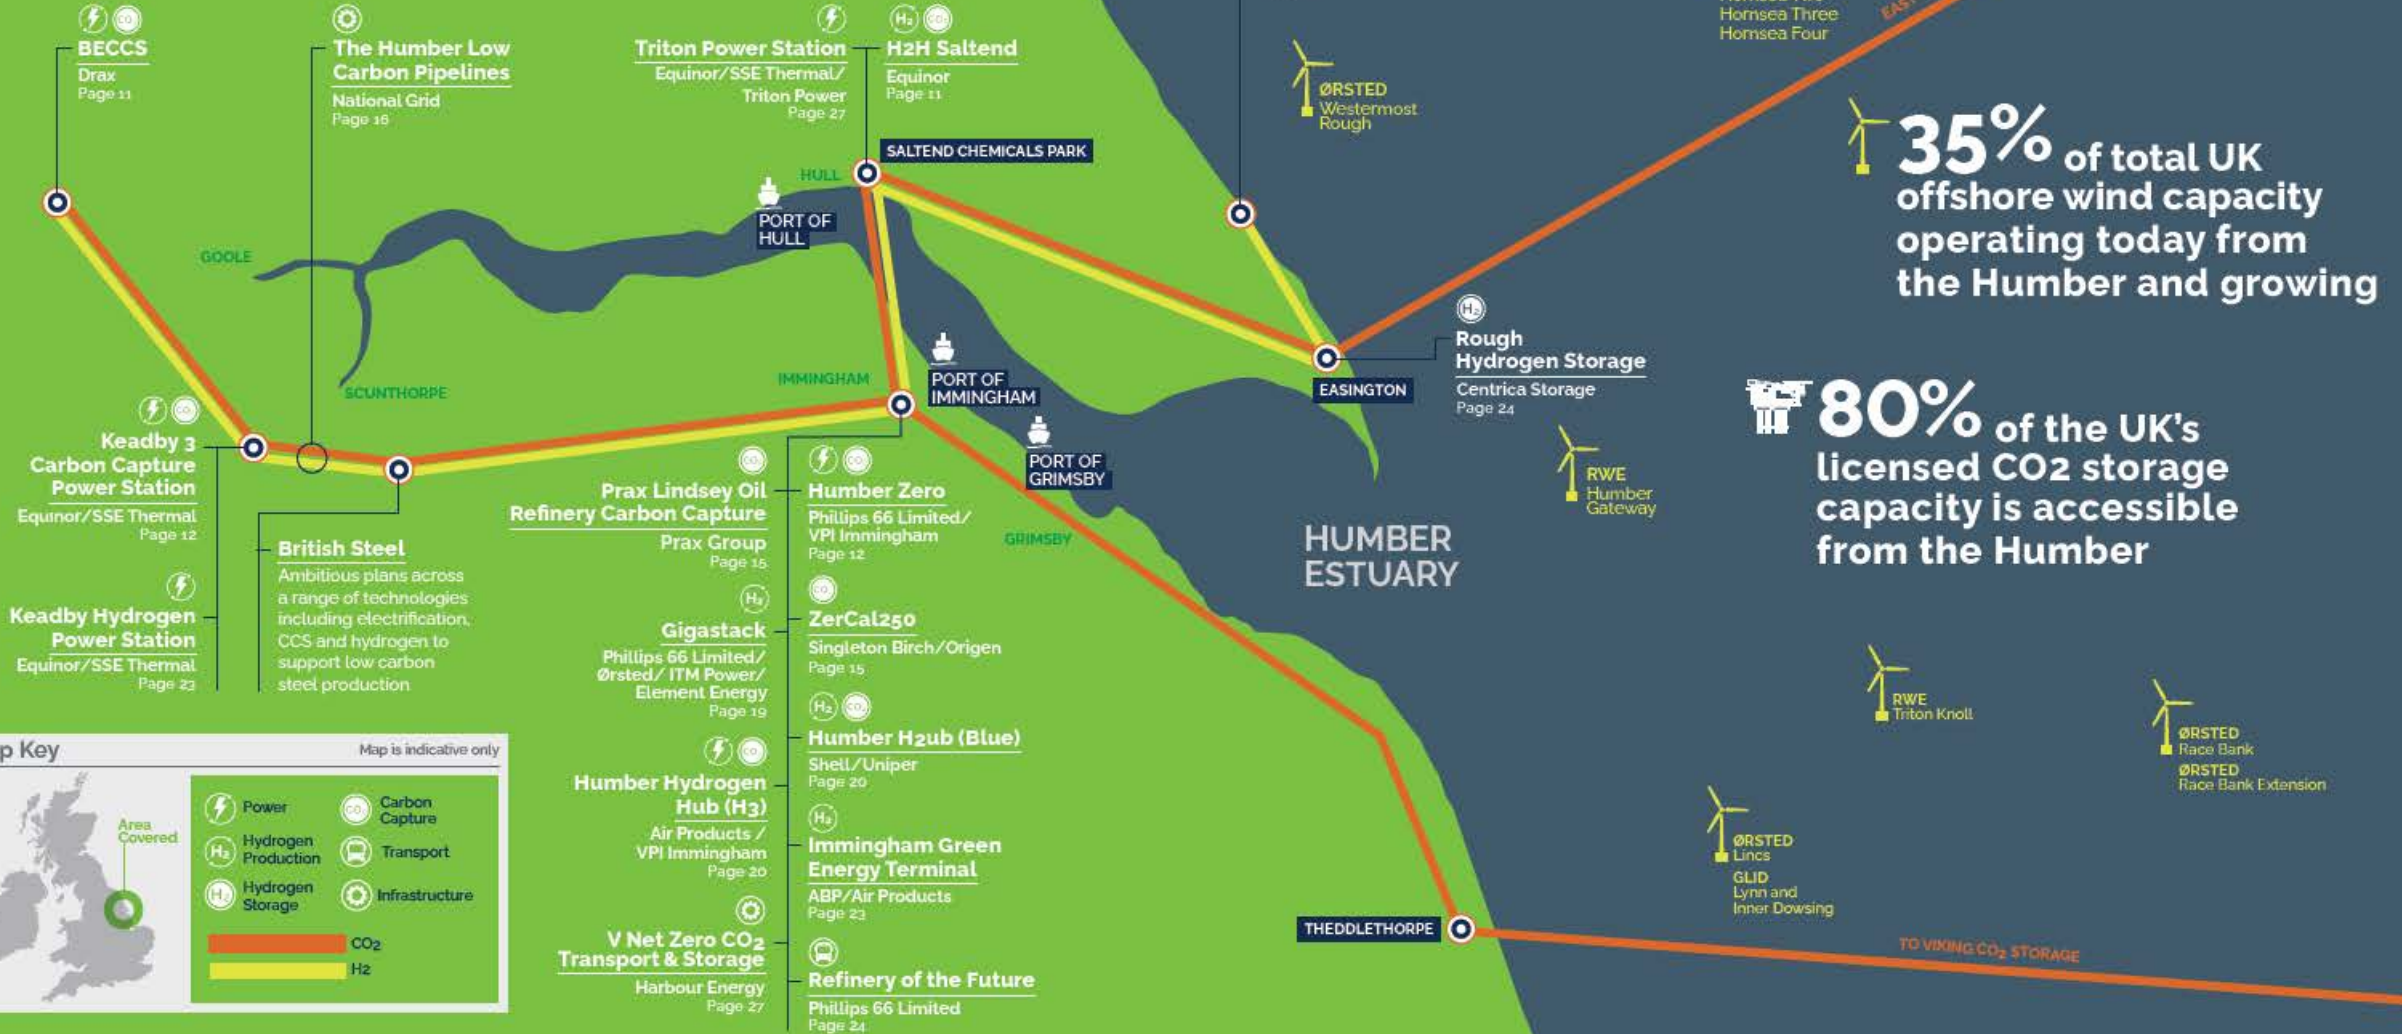 BECCS
Drax
Page 11
The Humber Low
Carbon Pipelines
National Grid
Page 16
Triton Power Station
Equinor/SSE Thermal/
Triton Power
Page 27
H2H Saltend
Equinor
Page 11
SALTEND CHEMICALS PARK
HULL
PORT OF
HULL
GOOLE
SCUNTHORPE
IMMINGHAM
PORT OF
IMMINGHAM
PORT OF
GRIMSBY
GRIMSBY
EASINGTON
Rough
Hydrogen Storage
Centrica Storage
Page 24
ØRSTED
Westermost
Rough
Hornsea Three
Hornsea Four
35% of total UK
offshore wind capacity
operating today from
the Humber and growing
80% of the UK's
licensed CO2 storage
capacity is accessible
from the Humber
RWE
Humber
Gateway
HUMBER
ESTUARY
Keadby 3
Carbon Capture
Power Station
Equinor/SSE Thermal
Page 12
Keadby Hydrogen
Power Station
Equinor/SSE Thermal
Page 23
British Steel
Ambitious plans across
a range of technologies
including electrification,
CCS and hydrogen to
support low carbon
steel production
Prax Lindsey Oil
Refinery Carbon Capture
Prax Group
Page 15
Gigastack
Phillips 66 Limited/
Ørsted/ ITM Power/
Element Energy
Page 19
Humber Hydrogen
Hub (H3)
Air Products /
VPI Immingham
Page 20
V Net Zero CO2
Transport & Storage
Harbour Energy
Page 27
Humber Zero
Phillips 66 Limited/
VPI Immingham
Page 12
ZerCal250
Singleton Birch/Origen
Page 15
Humber H2ub (Blue)
Shell/Uniper
Page 20
Immingham Green
Energy Terminal
ABP/Air Products
Page 23
Refinery of the Future
Phillips 66 Limited
Page 24
RWE
Triton Knoll
ØRSTED
Race Bank
ØRSTED
Race Bank Extension
ØRSTED
Lincs
GLID
Lynn and
Inner Dowsing
THEDDLETHORPE
TO VIKING CO2 STORAGE
p Key
Map is indicative only
Area
Covered
Power
Carbon
Capture
Hydrogen
Production
Transport
Hydrogen
Storage
Infrastructure
CO2
H2